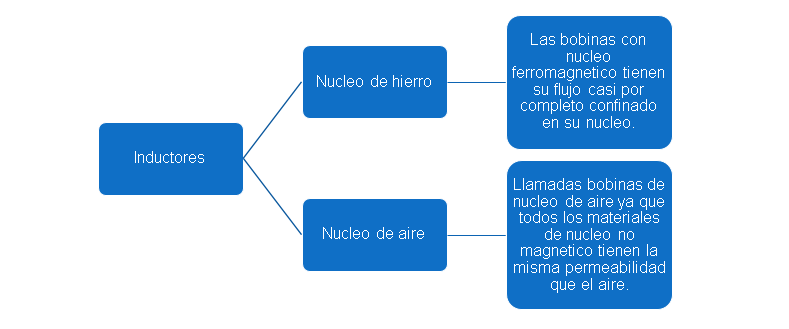 Inductores
Nucleo de hierro
Las bobinas con
nucleo
ferromagnetico tienen
su flujo casi por
completo confinado
en su nucleo.
Nucleo de aire
Llamadas bobinas de
nucleo de aire ya que
todos los materiales
de nucleo no
magnetico tienen la
misma permeabilidad
que el aire.